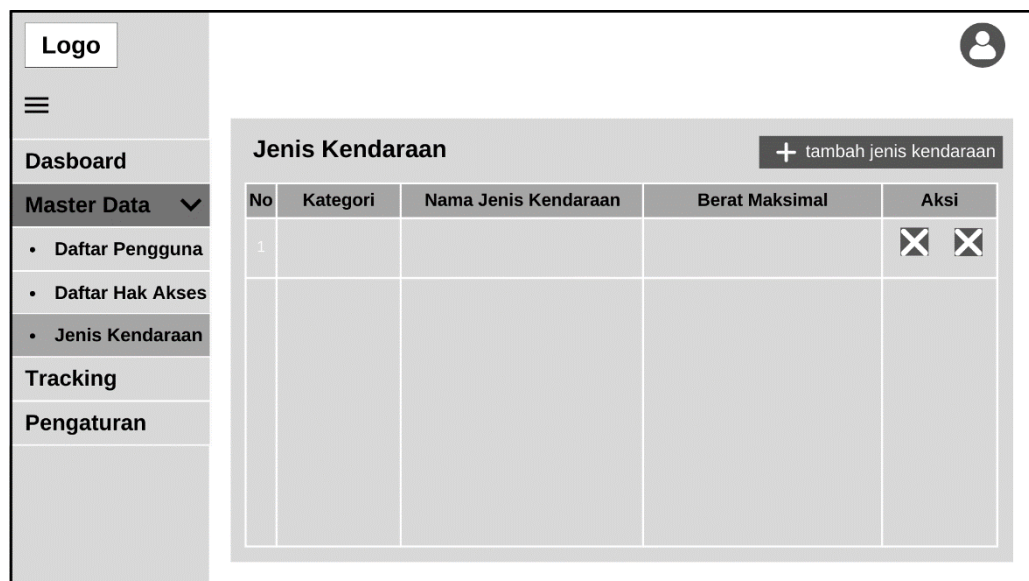 Logo
Dasboard
Master Data
• Daftar Pengguna
• Daftar Hak Akses
• Jenis Kendaraan
Tracking
Pengaturan
Jenis Kendaraan
+ tambah jenis kendaraan
No Kategori Nama Jenis Kendaraan Berat Maksimal Aksi
1